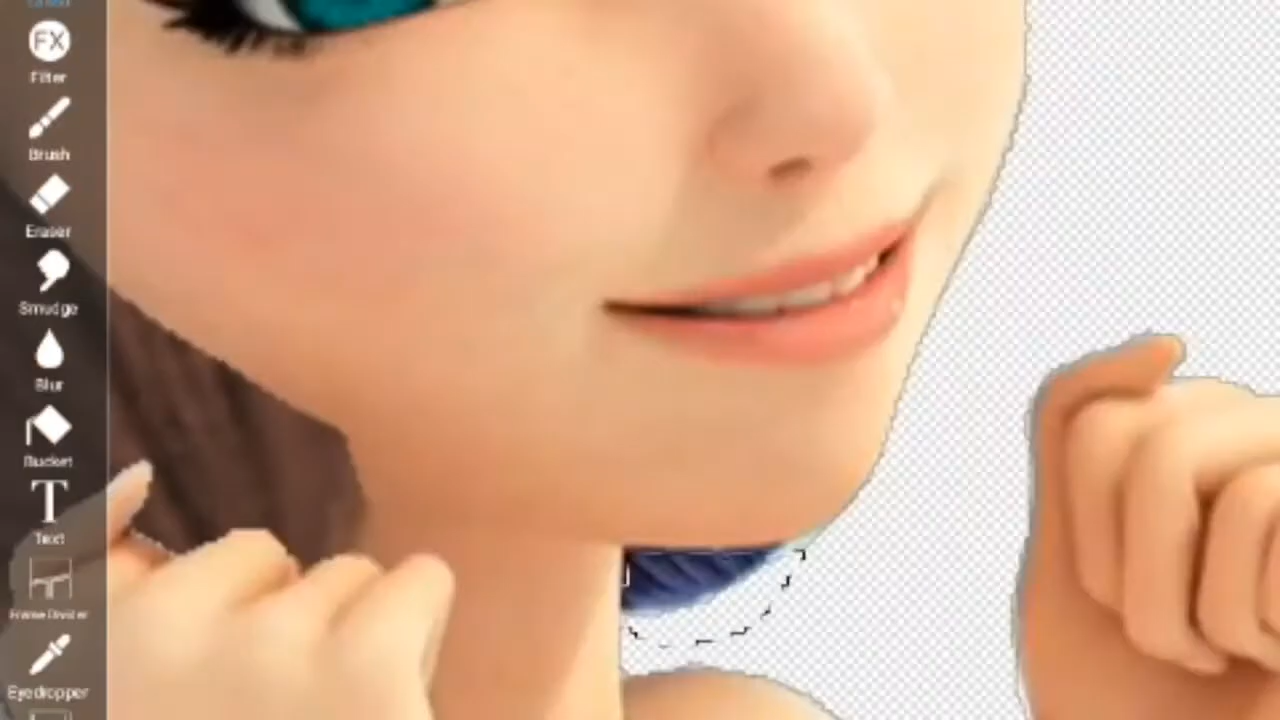 FX
Filter
Brush
Eraser
Smudge
Blur
Bucket
T
Text
Frame Divider
Eyedropper